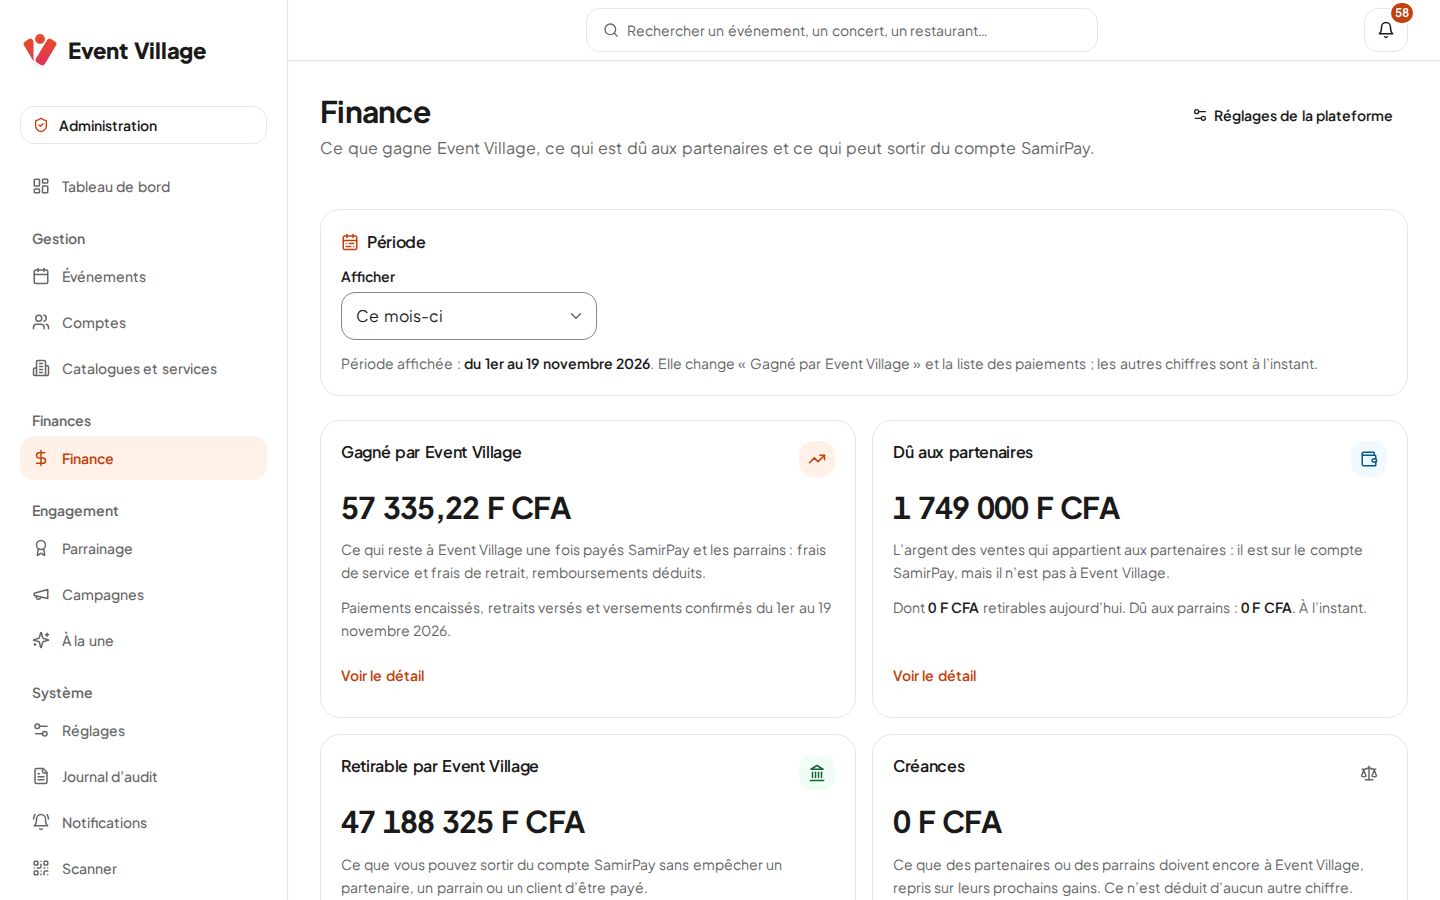 Event Village
Administration
Tableau de bord
Gestion
Événements
Comptes
Catalogues et services
Finances
Finance
Engagement
Parrainage
Campagnes
À la une
Système
Réglages
Journal d’audit
Notifications
Scanner
Rechercher un événement, un concert, un restaurant…
58
Finance
Réglages de la plateforme
Ce que gagne Event Village, ce qui est dû aux partenaires et ce qui peut sortir du compte SamirPay.
Période
Afficher
Ce mois-ci
Période affichée : du 1er au 19 novembre 2026. Elle change « Gagné par Event Village » et la liste des paiements ; les autres chiffres sont à l’instant.
Gagné par Event Village
57 335,22 F CFA
Ce qui reste à Event Village une fois payés SamirPay et les parrains : frais
de service et frais de retrait, remboursements déduits.
Paiements encaissés, retraits versés et versements confirmés du 1er au 19
novembre 2026.
Voir le détail
Dû aux partenaires
1 749 000 F CFA
L’argent des ventes qui appartient aux partenaires : il est sur le compte
SamirPay, mais il n’est pas à Event Village.
Dont 0 F CFA retirables aujourd’hui. Dû aux parrains : 0 F CFA. À l’instant.
Voir le détail
Retirable par Event Village
47 188 325 F CFA
Ce que vous pouvez sortir du compte SamirPay sans empêcher un
partenaire, un parrain ou un client d’être payé.
Créances
0 F CFA
Ce que des partenaires ou des parrains doivent encore à Event Village,
repris sur leurs prochains gains. Ce n’est déduit d’aucun autre chiffre.